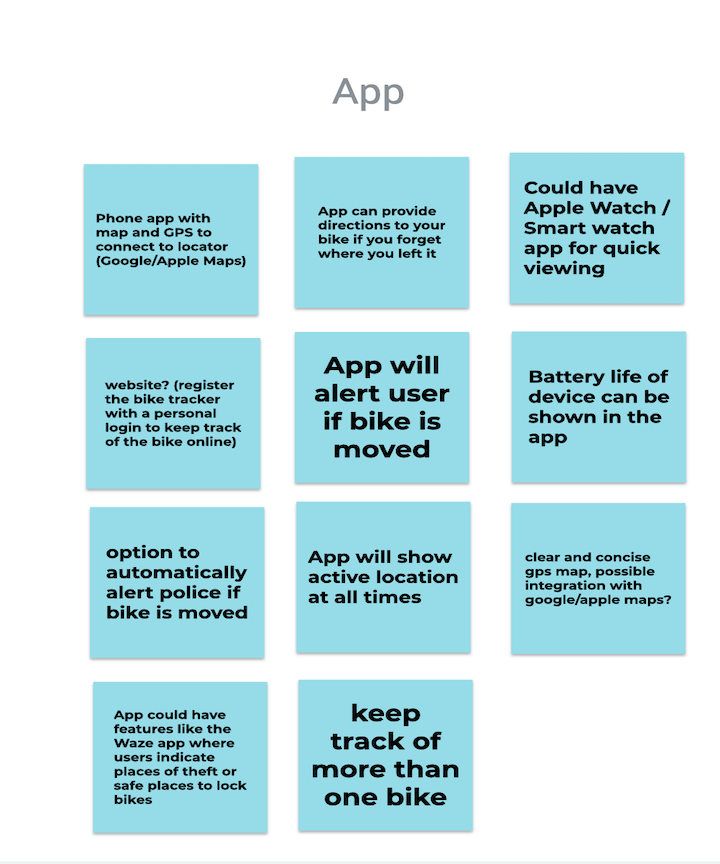 App
Phone app with
map and GPS to
connect to locator
(Google/Apple Maps)
App can provide
directions to your
bike if you forget
where you left it
Could have
Apple Watch /
Smart watch
app for quick
viewing
website? (register
the bike tracker
with a personal
login to keep track
of the bike online)
App will
alert user
if bike is
moved
Battery life of
device can be
shown in the
app
option to
automatically
alert police if
bike is moved
App will show
active location
at all times
clear and concise
gps map, possible
integration with
google/apple maps?
App could have
features like the
Waze app where
users indicate
places of theft or
safe places to lock
bikes
keep
track of
more than
one bike